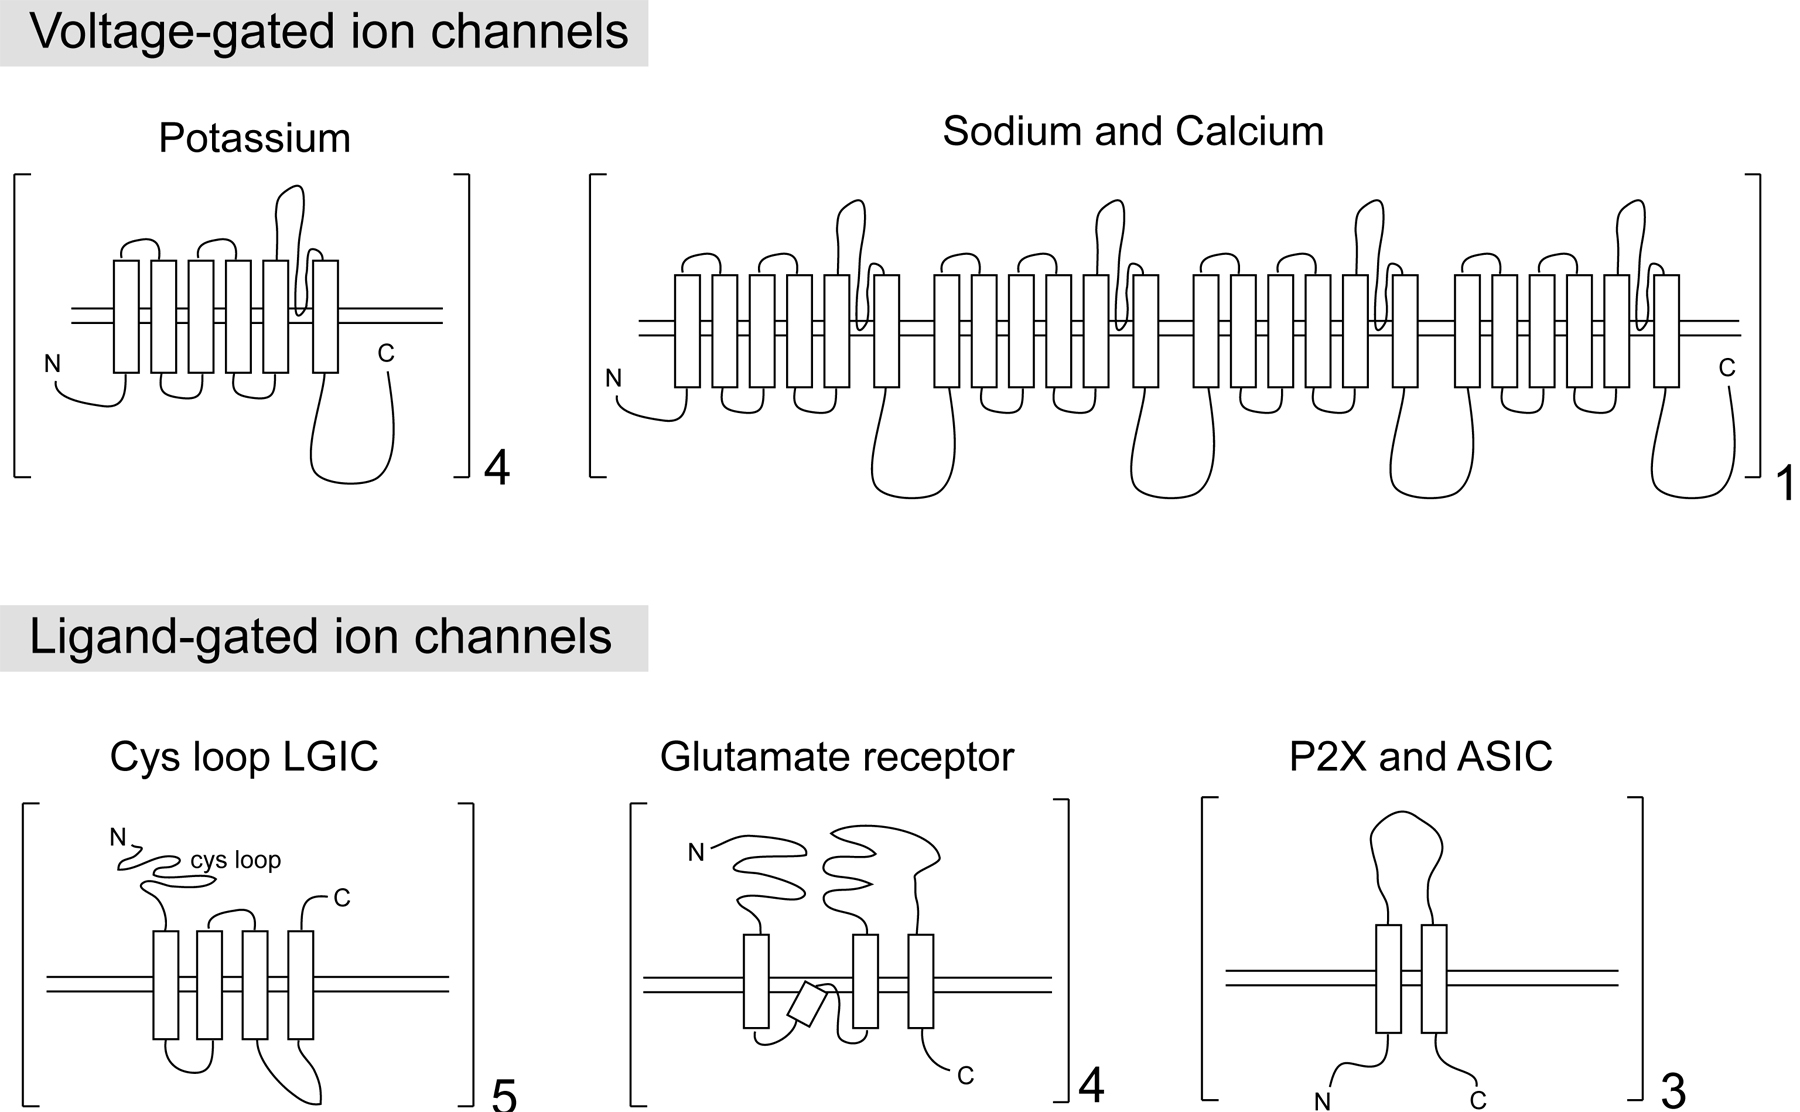 Voltage-gated ion channels
Potassium
Sodium and Calcium
N
C
4
N
C
1
Ligand-gated ion channels
Cys loop LGIC
Glutamate receptor
P2X and ASIC
N
cys loop
C
5
N
C
4
N
C
3